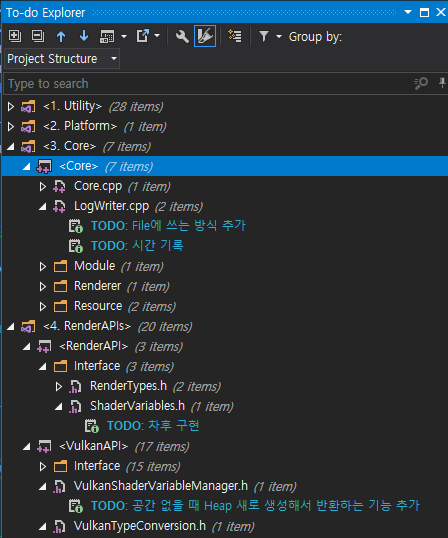 To-do Explorer
Group by:
Project Structure
Type to search
<1. Utility> (28 items)
<2. Platform> (1 item)
<3. Core> (7 items)
<Core> (7 items)
Core.cpp (1 item)
LogWriter.cpp (2 items)
TODO: File에 쓰는 방식 추가
TODO: 시간 기록
Module (1 item)
Renderer (1 item)
Resource (2 items)
<4. RenderAPIs> (20 items)
<RenderAPI> (3 items)
Interface (3 items)
RenderTypes.h (2 items)
ShaderVariables.h (1 item)
TODO: 차후 구현
<VulkanAPI> (17 items)
Interface (15 items)
VulkanShaderVariableManager.h (1 item)
TODO: 공간 없을 때 Heap 새로 생성해서 반환하는 기능 추가
VulkanTypeConversion.h (1 item)